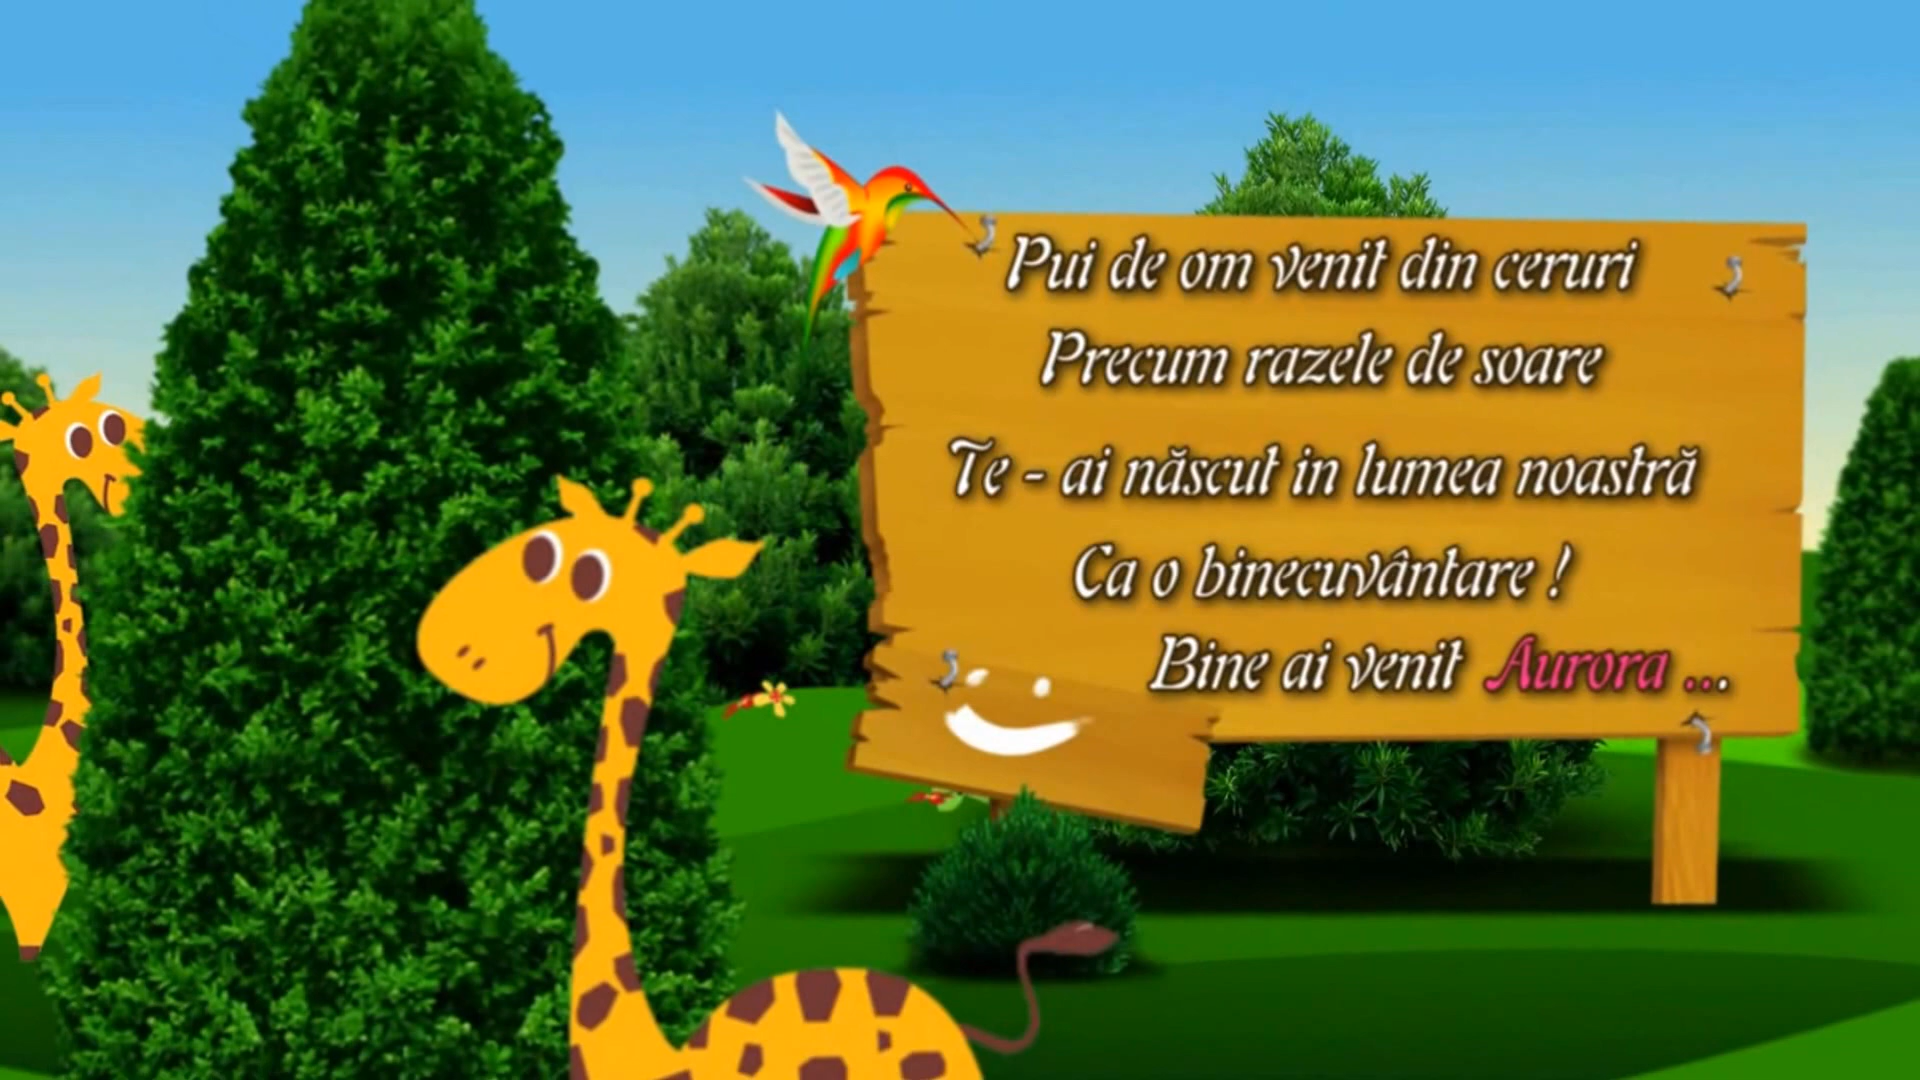 Pui de om venit din ceruri
Precum razele de soare
Te - ai născut in lumea noastră
Ca o binecuvântare !
Bine ai venit Aurora ...